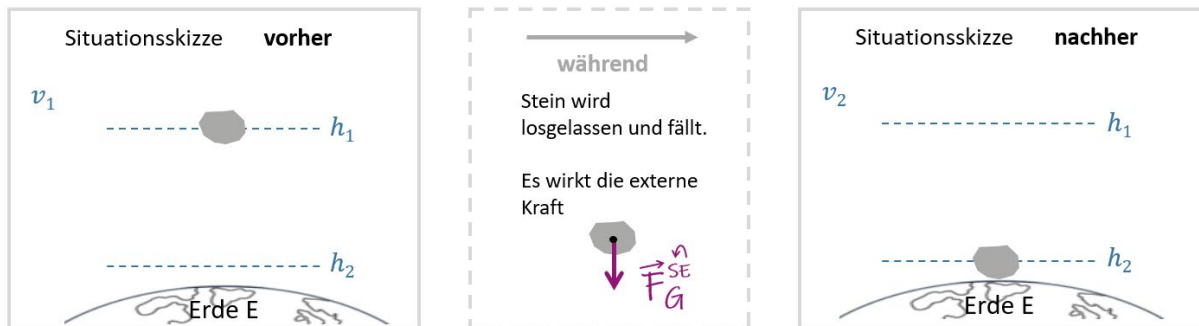 Situationsskizze vorher
v₁
h₁
h₂
Erde E
während
Stein wird
losgelassen und fällt.
Es wirkt die externe
Kraft
F⃗_G^SE
Situationsskizze nachher
v₂
h₁
h₂
Erde E